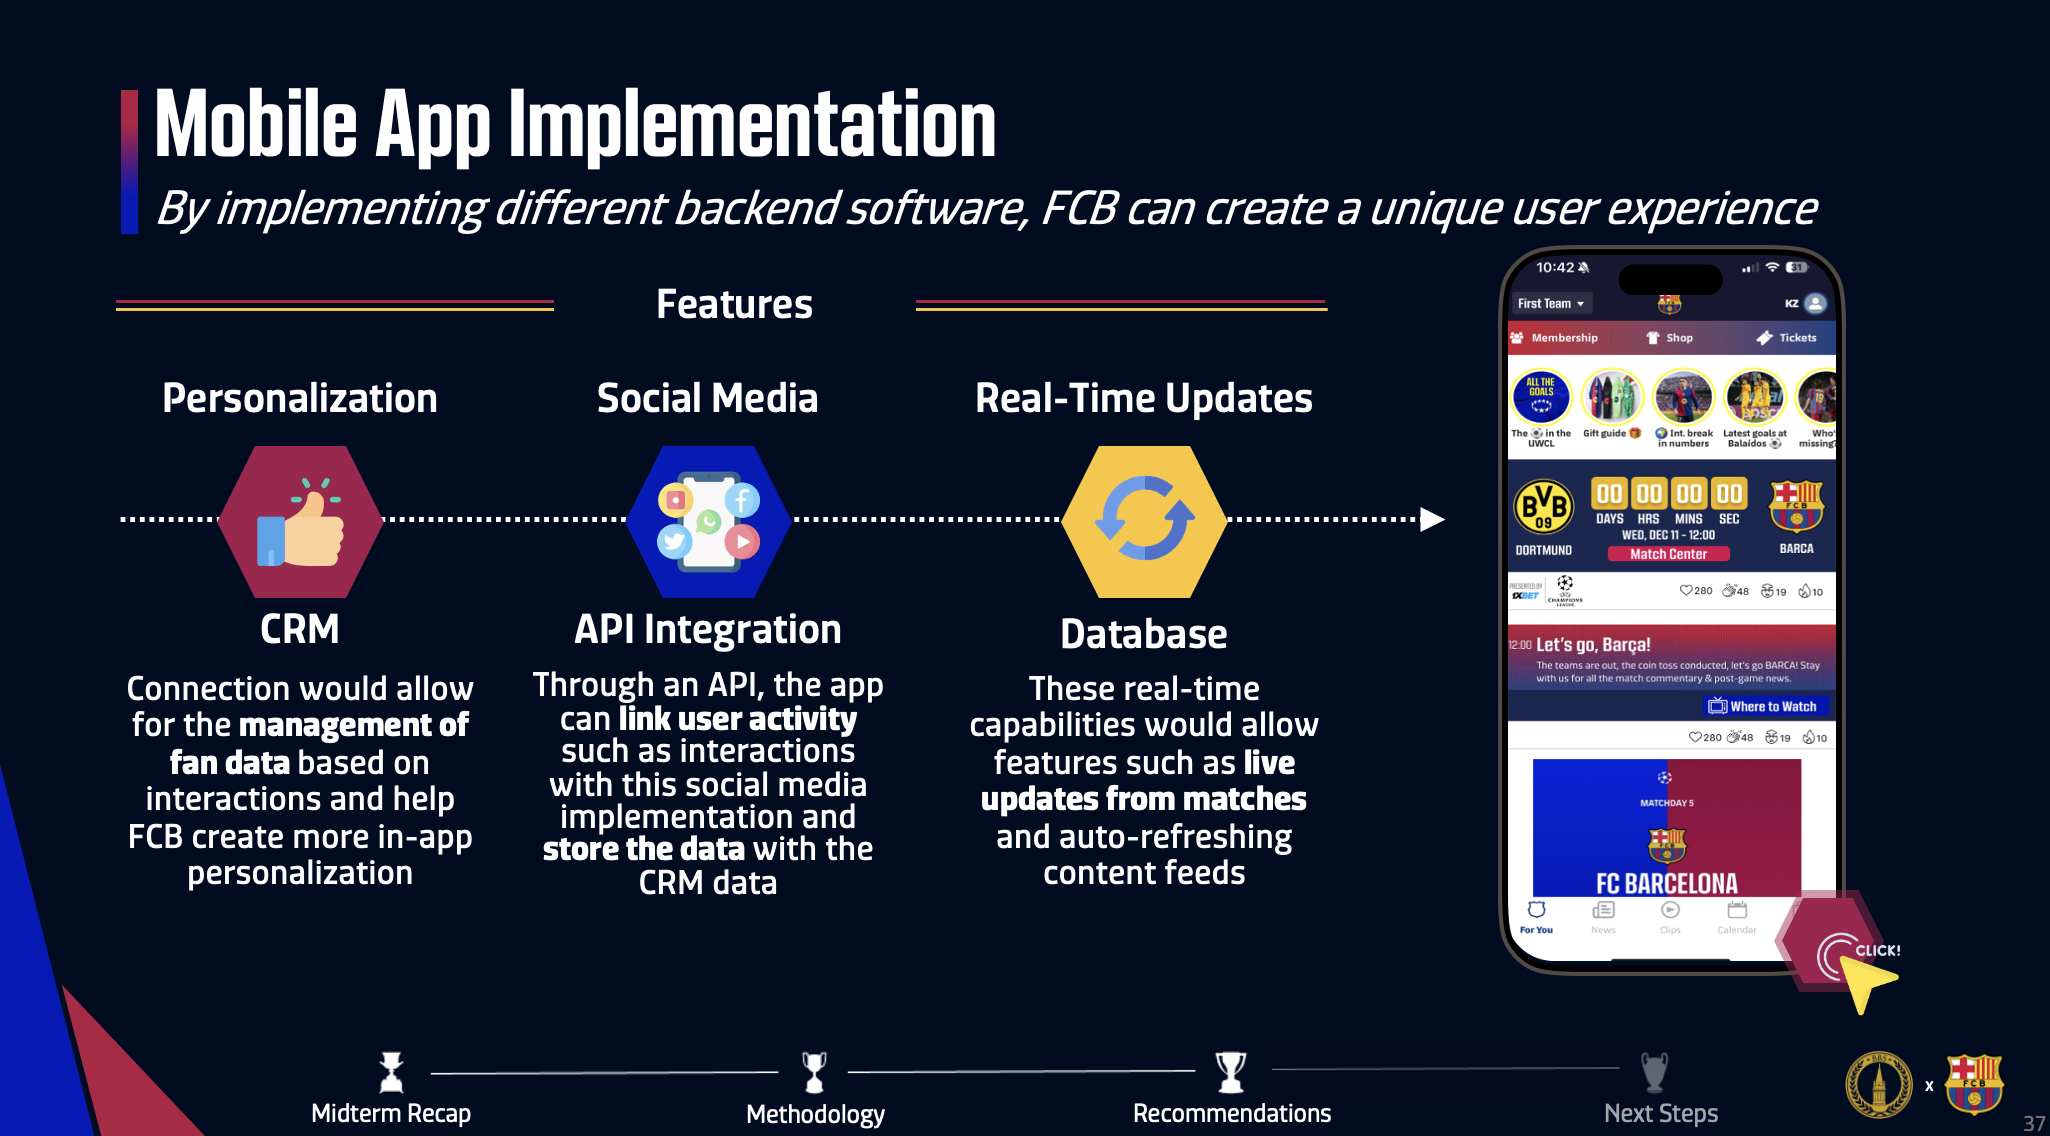 Mobile App Implementation
By implementing different backend software, FCB can create a unique user experience
Features
Personalization
CRM
Connection would allow
for the management of
fan data based on
interactions and help
FCB create more in-app
personalization
Social Media
API Integration
Through an API, the app
can link user activity
such as interactions
with this social media
implementation and
store the data with the
CRM data
Real-Time Updates
Database
These real-time
capabilities would allow
features such as live
updates from matches
and auto-refreshing
content feeds
10:42
31
First Team
KZ
Membership
Shop
Tickets
ALL THE
GOALS
The ⚽ in the
UWCL
Gift guide 🎁
🌍 Int. break
in numbers
Latest goals at
Balaídos ⚽
Who'
missing
BVB
09
DORTMUND
00 00 00 00
DAYS HRS MINS SEC
WED, DEC 11 - 12:00
Match Center
FCB
BARCA
PRESENTED BY
1XBET
CHAMPIONS
LEAGUE
280 48 19 10
12:00 Let's go, Barça!
The teams are out, the coin toss conducted, let's go BARCA! Stay
with us for all the match commentary & post-game news.
Where to Watch
280 48 19 10
MATCHDAY 5
FC BARCELONA
For You
News
Clips
Calendar
CLICK!
Midterm Recap
Methodology
Recommendations
Next Steps
BBS
x
FCB
37